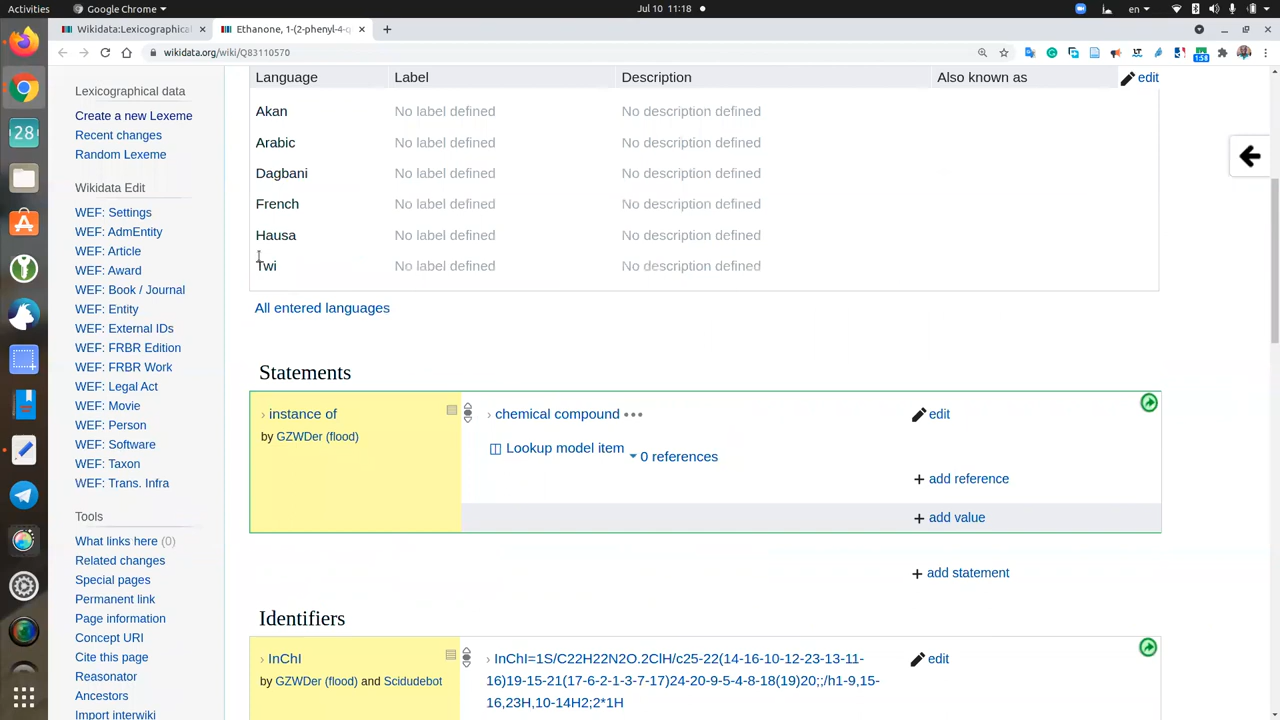 Activities Google Chrome Jul 10 11:18 en
Wikidata:Lexicographical Ethanone, 1-(2-phenyl-4-q
wikidata.org/wiki/Q83110570
1:58
28
Language Label Description Also known as edit
Akan No label defined No description defined
Arabic No label defined No description defined
Dagbani No label defined No description defined
French No label defined No description defined
Hausa No label defined No description defined
Twi No label defined No description defined
All entered languages
Lexicographical data
Create a new Lexeme
Recent changes
Random Lexeme
Wikidata Edit
WEF: Settings
WEF: AdmEntity
WEF: Article
WEF: Award
WEF: Book / Journal
WEF: Entity
WEF: External IDs
WEF: FRBR Edition
WEF: FRBR Work
WEF: Legal Act
WEF: Movie
WEF: Person
WEF: Software
WEF: Taxon
WEF: Trans. Infra
Tools
What links here (0)
Related changes
Special pages
Permanent link
Page information
Concept URI
Cite this page
Reasonator
Ancestors
Import interwiki
Statements
instance of
by GZWDer (flood)
chemical compound
edit
Lookup model item
0 references
+ add reference
+ add value
+ add statement
Identifiers
InChI
by GZWDer (flood) and Scidudebot
InChI=1S/C22H22N2O.2ClH/c25-22(14-16-10-12-23-13-11-
16)19-15-21(17-6-2-1-3-7-17)24-20-9-5-4-8-18(19)20;;/h1-9,15-
16,23H,10-14H2;2*1H
edit